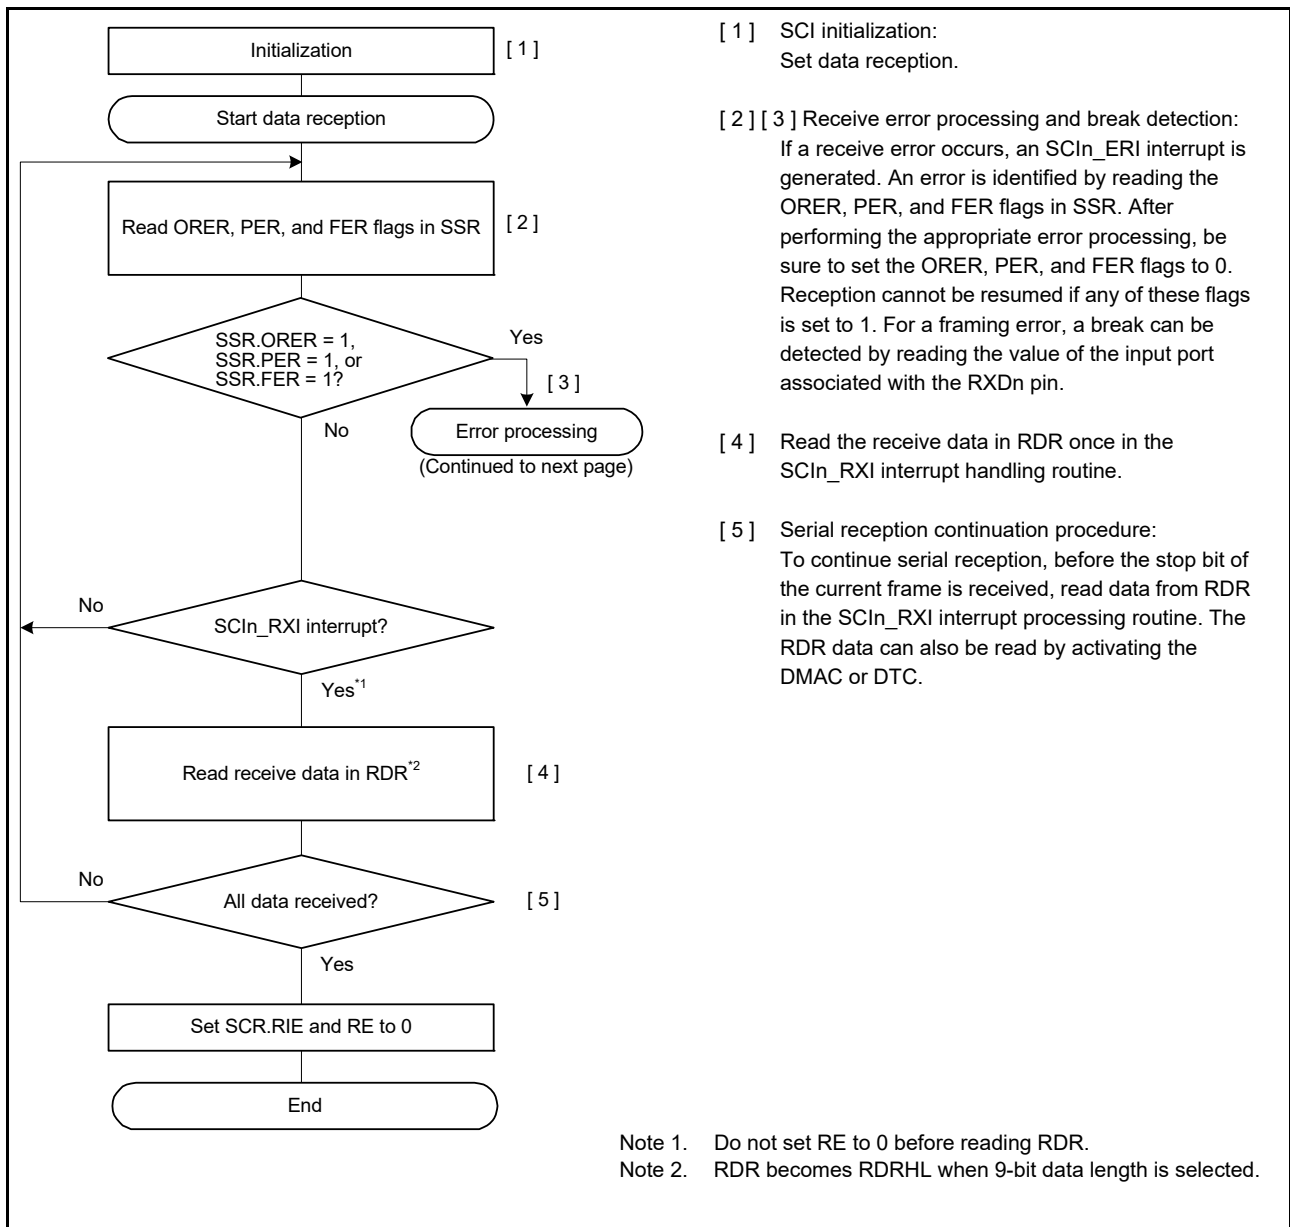 Initialization
[ 1 ]
Start data reception
Read ORER, PER, and FER flags in SSR
[ 2 ]
SSR.ORER = 1,
SSR.PER = 1, or
SSR.FER = 1?
Yes
[ 3 ]
No
Error processing
(Continued to next page)
No
SCIn_RXI interrupt?
Yes*1
Read receive data in RDR*2
[ 4 ]
No
All data received?
[ 5 ]
Yes
Set SCR.RIE and RE to 0
End
[ 1 ] SCI initialization:
Set data reception.
[ 2 ] [ 3 ] Receive error processing and break detection:
If a receive error occurs, an SCIn_ERI interrupt is
generated. An error is identified by reading the
ORER, PER, and FER flags in SSR. After
performing the appropriate error processing, be
sure to set the ORER, PER, and FER flags to 0.
Reception cannot be resumed if any of these flags
is set to 1. For a framing error, a break can be
detected by reading the value of the input port
associated with the RXDn pin.
[ 4 ] Read the receive data in RDR once in the
SCIn_RXI interrupt handling routine.
[ 5 ] Serial reception continuation procedure:
To continue serial reception, before the stop bit of
the current frame is received, read data from RDR
in the SCIn_RXI interrupt processing routine. The
RDR data can also be read by activating the
DMAC or DTC.
Note 1. Do not set RE to 0 before reading RDR.
Note 2. RDR becomes RDRHL when 9-bit data length is selected.